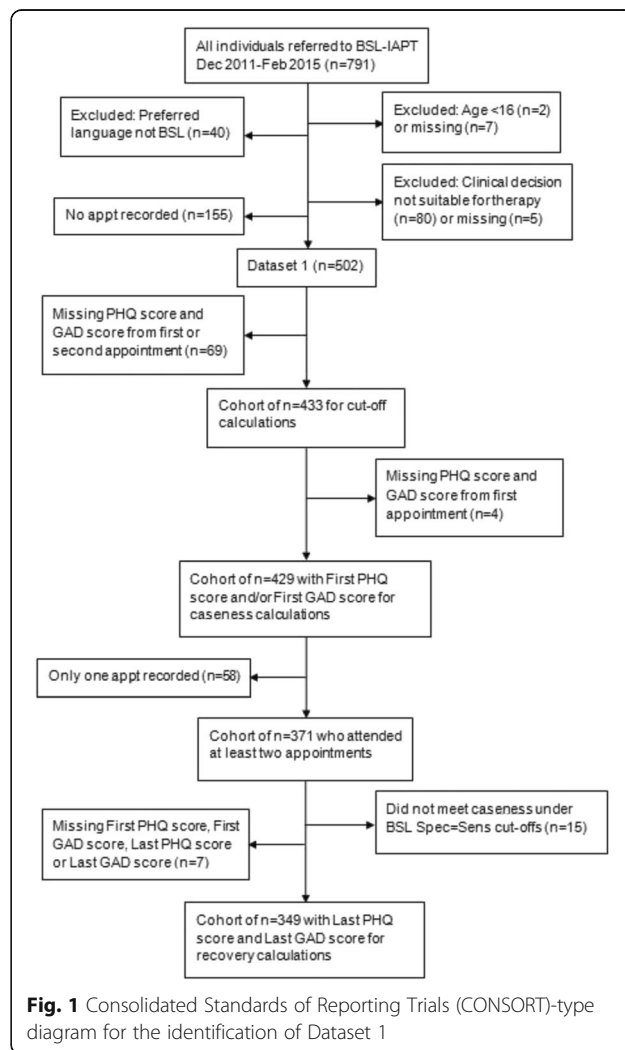 All individuals referred to BSL-IAPT
Dec 2011-Feb 2015 (n=791)
Excluded: Preferred
language not BSL (n=40)
Excluded: Age <16 (n=2)
or missing (n=7)
No appt recorded (n=155)
Excluded: Clinical decision
not suitable for therapy
(n=80) or missing (n=5)
Dataset 1 (n=502)
Missing PHQ score and
GAD score from first or
second appointment (n=69)
Cohort of n=433 for cut-off
calculations
Missing PHQ score and
GAD score from first
appointment (n=4)
Cohort of n=429 with First PHQ
score and/or First GAD score for
caseness calculations
Only one appt recorded (n=58)
Cohort of n=371 who attended
at least two appointments
Missing First PHQ score, First
GAD score, Last PHQ score
or Last GAD score (n=7)
Did not meet caseness under
BSL Spec=Sens cut-offs (n=15)
Cohort of n=349 with Last PHQ
score and Last GAD score for
recovery calculations
Fig. 1 Consolidated Standards of Reporting Trials (CONSORT)-type
diagram for the identification of Dataset 1